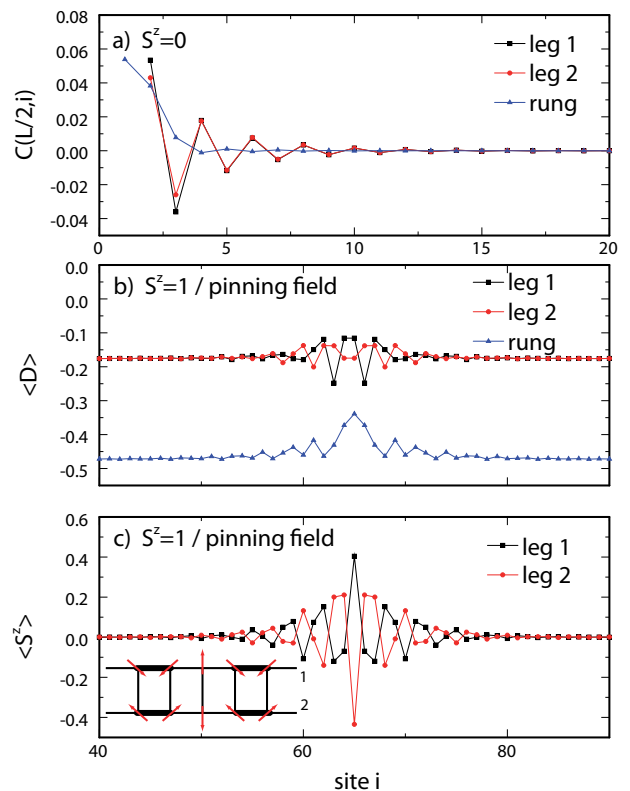 a) S^z=0
leg 1
leg 2
rung
C(L/2,i)
0.08
0.06
0.04
0.02
0.00
-0.02
-0.04
0 5 10 15 20
b) S^z=1 / pinning field
leg 1
leg 2
rung
<D>
0.0
0.0
-0.1
-0.2
-0.3
-0.4
-0.5
c) S^z=1 / pinning field
leg 1
leg 2
<S^z>
0.6
0.4
0.2
0.0
-0.2
-0.4
1
2
40 60 80
site i